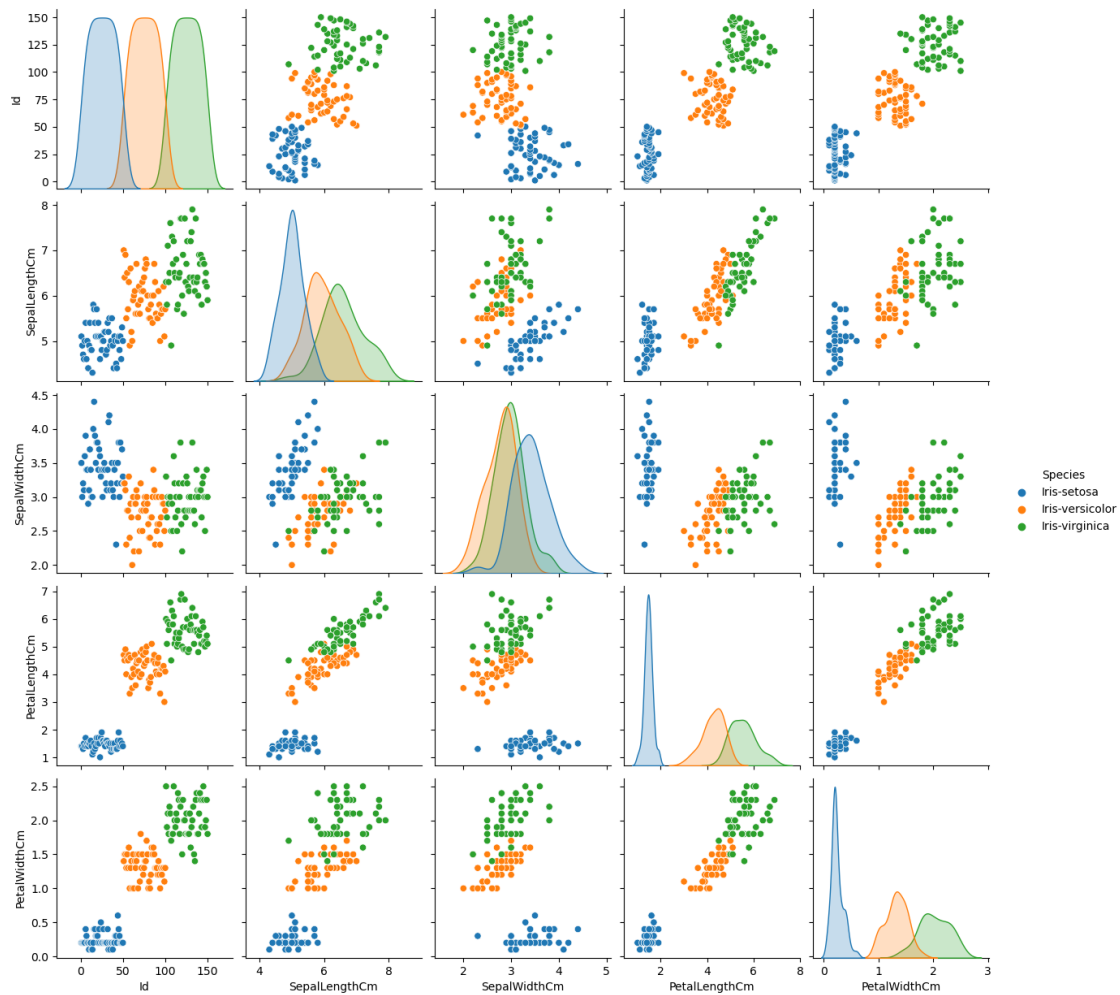 150
125
100
75
50
25
0
Id
8
7
6
5
SepalLengthCm
4.5
4.0
3.5
3.0
2.5
2.0
SepalWidthCm
Species
Iris-setosa
Iris-versicolor
Iris-virginica
7
6
5
4
3
2
1
PetalLengthCm
2.5
2.0
1.5
1.0
0.5
0.0
PetalWidthCm
0 50 100 150
Id
4 6 8
SepalLengthCm
2 3 4 5
SepalWidthCm
2 4 6 8
PetalLengthCm
0 1 2 3
PetalWidthCm